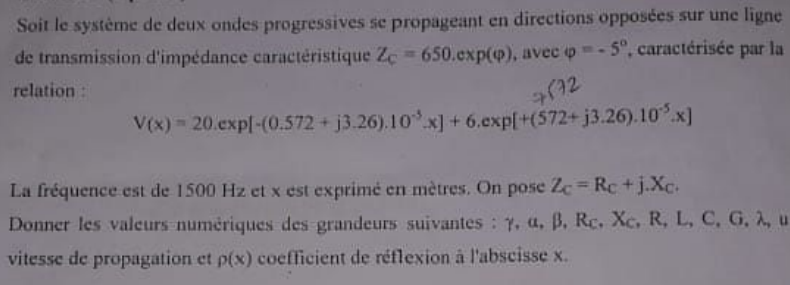 Soit le système de deux ondes progressives se propageant en directions opposées sur une ligne
de transmission d'impédance caractéristique Z_C = 650.exp(φ), avec φ = - 5°, caractérisée par la
relation :
V(x) = 20.exp[-(0.572 + j3.26).10⁻⁵.x] + 6.exp[+(572+ j3.26).10⁻⁵.x]
La fréquence est de 1500 Hz et x est exprimé en mètres. On pose Z_C = R_C + j.X_C.
Donner les valeurs numériques des grandeurs suivantes : γ, α, β, R_C, X_C, R, L, C, G, λ, u
vitesse de propagation et ρ(x) coefficient de réflexion à l'abscisse x.